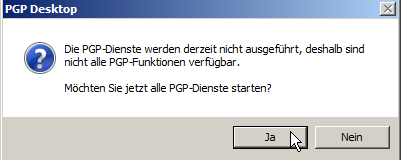 PGP Desktop
Die PGP-Dienste werden derzeit nicht ausgeführt, deshalb sind
nicht alle PGP-Funktionen verfügbar.
Möchten Sie jetzt alle PGP-Dienste starten?
Ja
Nein